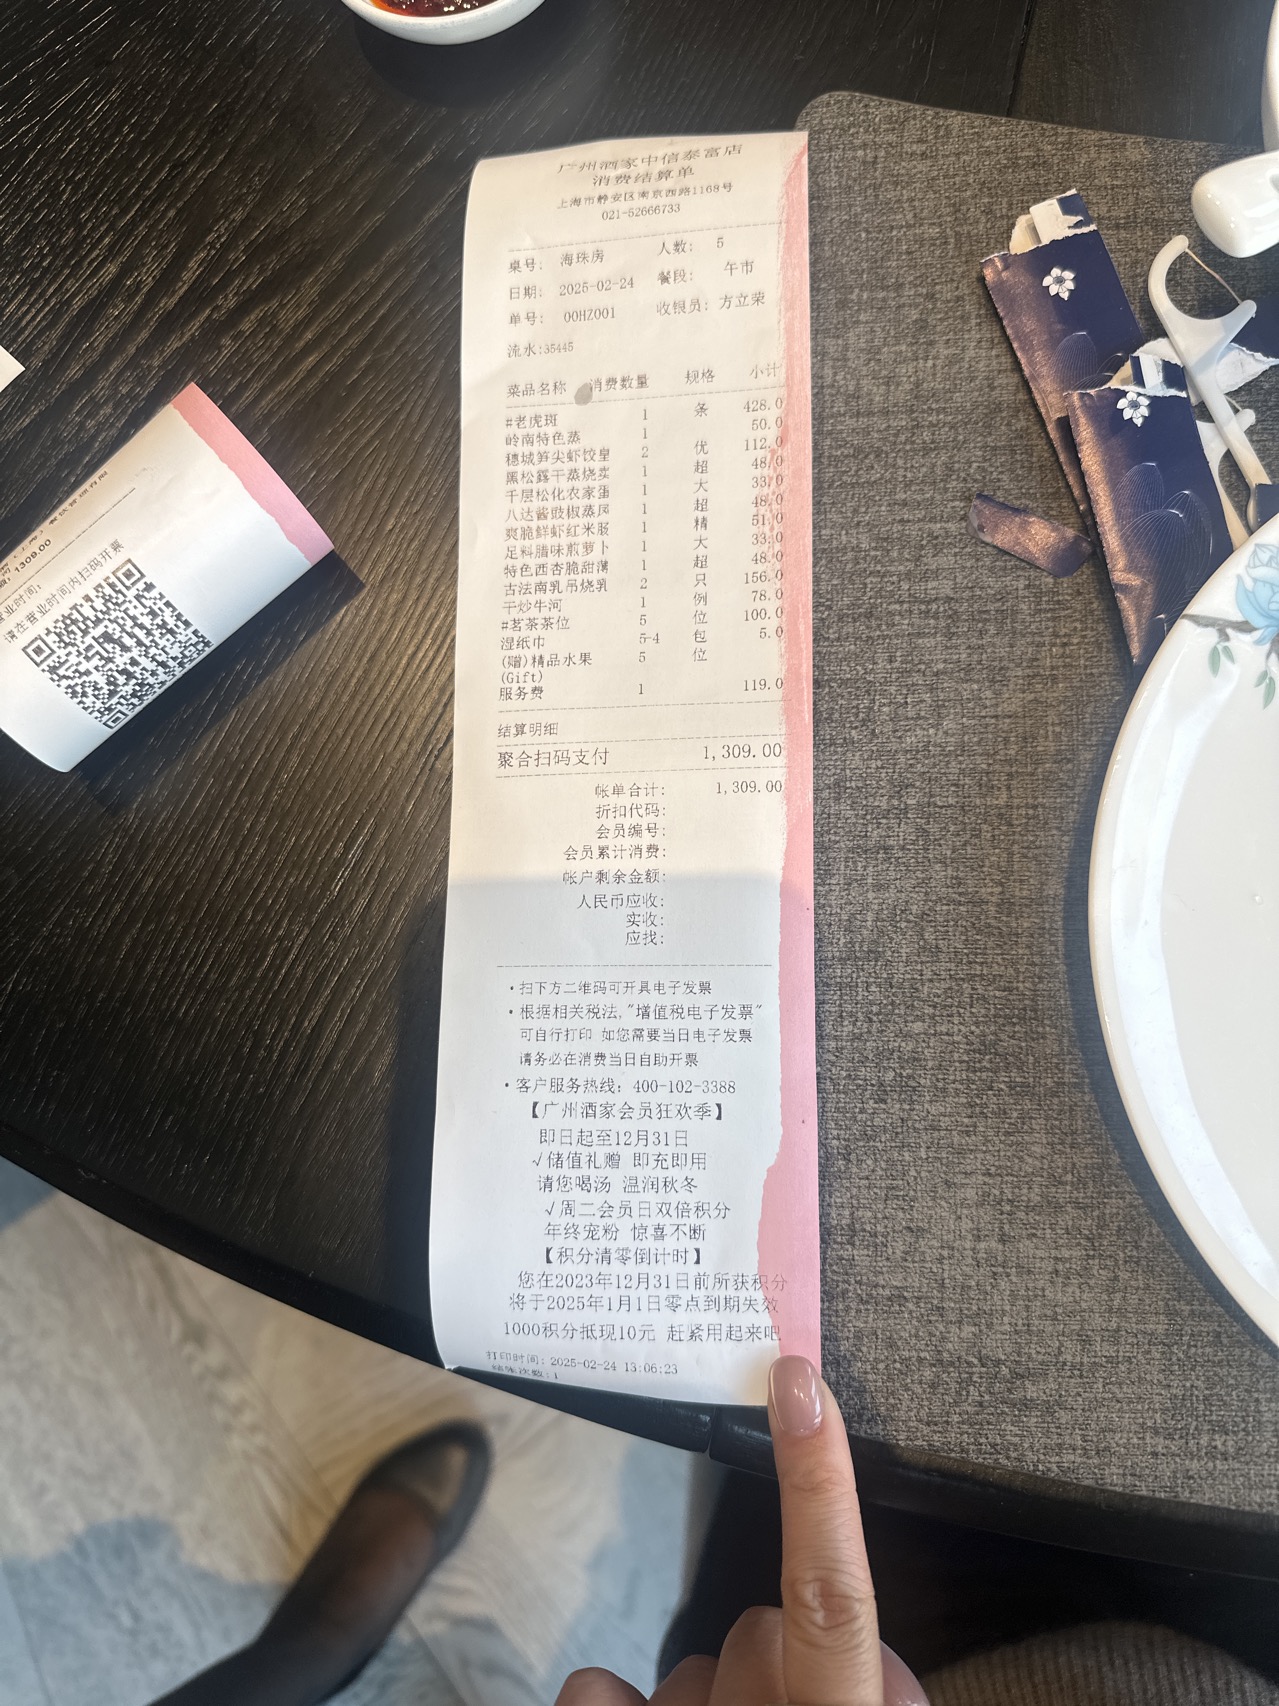 广州酒家中信泰富店
消费结算单
上海市静安区南京西路1168号
021-52666733
桌号: 海珠房 人数: 5
日期: 2025-02-24 餐段: 午市
单号: 00HZ001 收银员: 方立荣
流水:35445
菜品名称 消费数量 规格 小计
#老虎斑 1 条 428.0
岭南特色蒸 1 50.0
穗城笋尖虾饺皇 2 优 112.0
黑松露干蒸烧卖 1 超 48.0
千层松化农家蛋 1 大 33.0
八达酱豉椒蒸凤 1 超 48.0
爽脆鲜虾红米肠 1 精 51.0
足料腊味煎萝卜 1 大 33.0
特色西杏脆甜薄 1 超 48.0
古法南乳吊烧乳 2 只 156.0
干炒牛河 1 例 78.0
#茗茶茶位 5 位 100.0
湿纸巾 5-4 包 5.0
(赠)精品水果 5 位
(Gift)
服务费 1 119.0
结算明细
聚合扫码支付 1,309.00
帐单合计: 1,309.00
折扣代码:
会员编号:
会员累计消费:
帐户剩余金额:
人民币应收:
实收:
应找:
·扫下方二维码可开具电子发票
·根据相关税法,"增值税电子发票"
可自行打印 如您需要当日电子发票
请务必在消费当日自助开票
·客户服务热线: 400-102-3388
【广州酒家会员狂欢季】
即日起至12月31日
√储值礼赠 即充即用
请您喝汤 温润秋冬
√周二会员日双倍积分
年终宠粉 惊喜不断
【积分清零倒计时】
您在2023年12月31日前所获积分
将于2025年1月1日零点到期失效
1000积分抵现10元 赶紧用起来吧
打印时间: 2025-02-24 13:06:23
结账次数: 1
1309.00
业时间:
请在营业时间内扫码开票